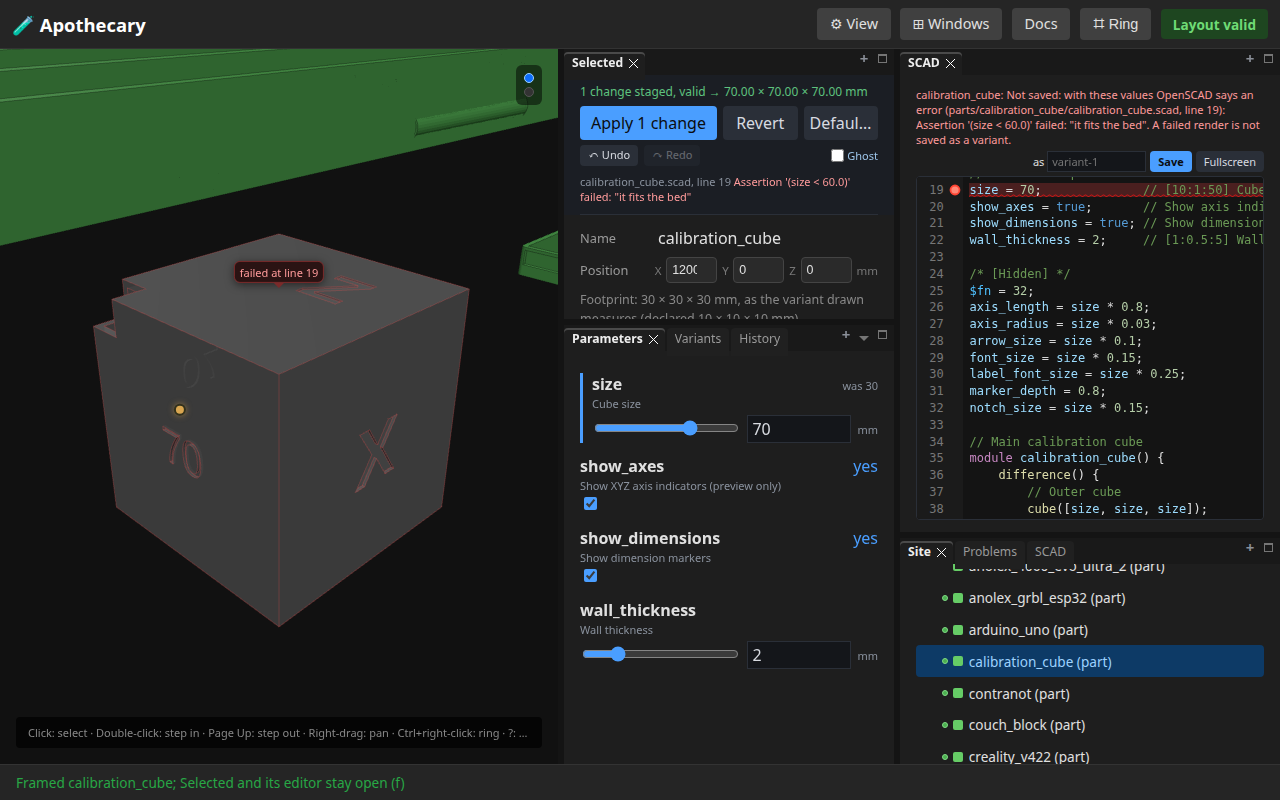 🧪 Apothecary
⚙ View
⊞ Windows
Docs
⌗ Ring
Layout valid
failed at line 19
Z
70
X
Click: select · Double-click: step in · Page Up: step out · Right-drag: pan · Ctrl+right-click: ring · ?: ...
Selected
1 change staged, valid → 70.00 × 70.00 × 70.00 mm
Apply 1 change
Revert
Defaul...
↶ Undo
↷ Redo
Ghost
calibration_cube.scad, line 19 Assertion '(size < 60.0)'
failed: "it fits the bed"
Name calibration_cube
Position X 1200 Y 0 Z 0 mm
Footprint: 30 × 30 × 30 mm, as the variant drawn
measures (declared 10 × 10 × 10 mm)
Parameters
Variants
History
size was 30
Cube size
70 mm
show_axes yes
Show XYZ axis indicators (preview only)
show_dimensions yes
Show dimension markers
wall_thickness
Wall thickness
2 mm
SCAD
calibration_cube: Not saved: with these values OpenSCAD says an
error (parts/calibration_cube/calibration_cube.scad, line 19):
Assertion '(size < 60.0)' failed: "it fits the bed". A failed render is not
saved as a variant.
as variant-1 Save Fullscreen
19 size = 70; // [10:1:50] Cube
20 show_axes = true; // Show axis indi
21 show_dimensions = true; // Show dimension
22 wall_thickness = 2; // [1:0.5:5] Wall
23
24 /* [Hidden] */
25 $fn = 32;
26 axis_length = size * 0.8;
27 axis_radius = size * 0.03;
28 arrow_size = size * 0.1;
29 font_size = size * 0.15;
30 label_font_size = size * 0.25;
31 marker_depth = 0.8;
32 notch_size = size * 0.15;
33
34 // Main calibration cube
35 module calibration_cube() {
36 difference() {
37 // Outer cube
38 cube([size, size, size]);
Site
Problems
SCAD
anolex_4000_evo_ultra_2 (part)
anolex_grbl_esp32 (part)
arduino_uno (part)
calibration_cube (part)
contranot (part)
couch_block (part)
creality_v422 (part)
Framed calibration_cube; Selected and its editor stay open (f)